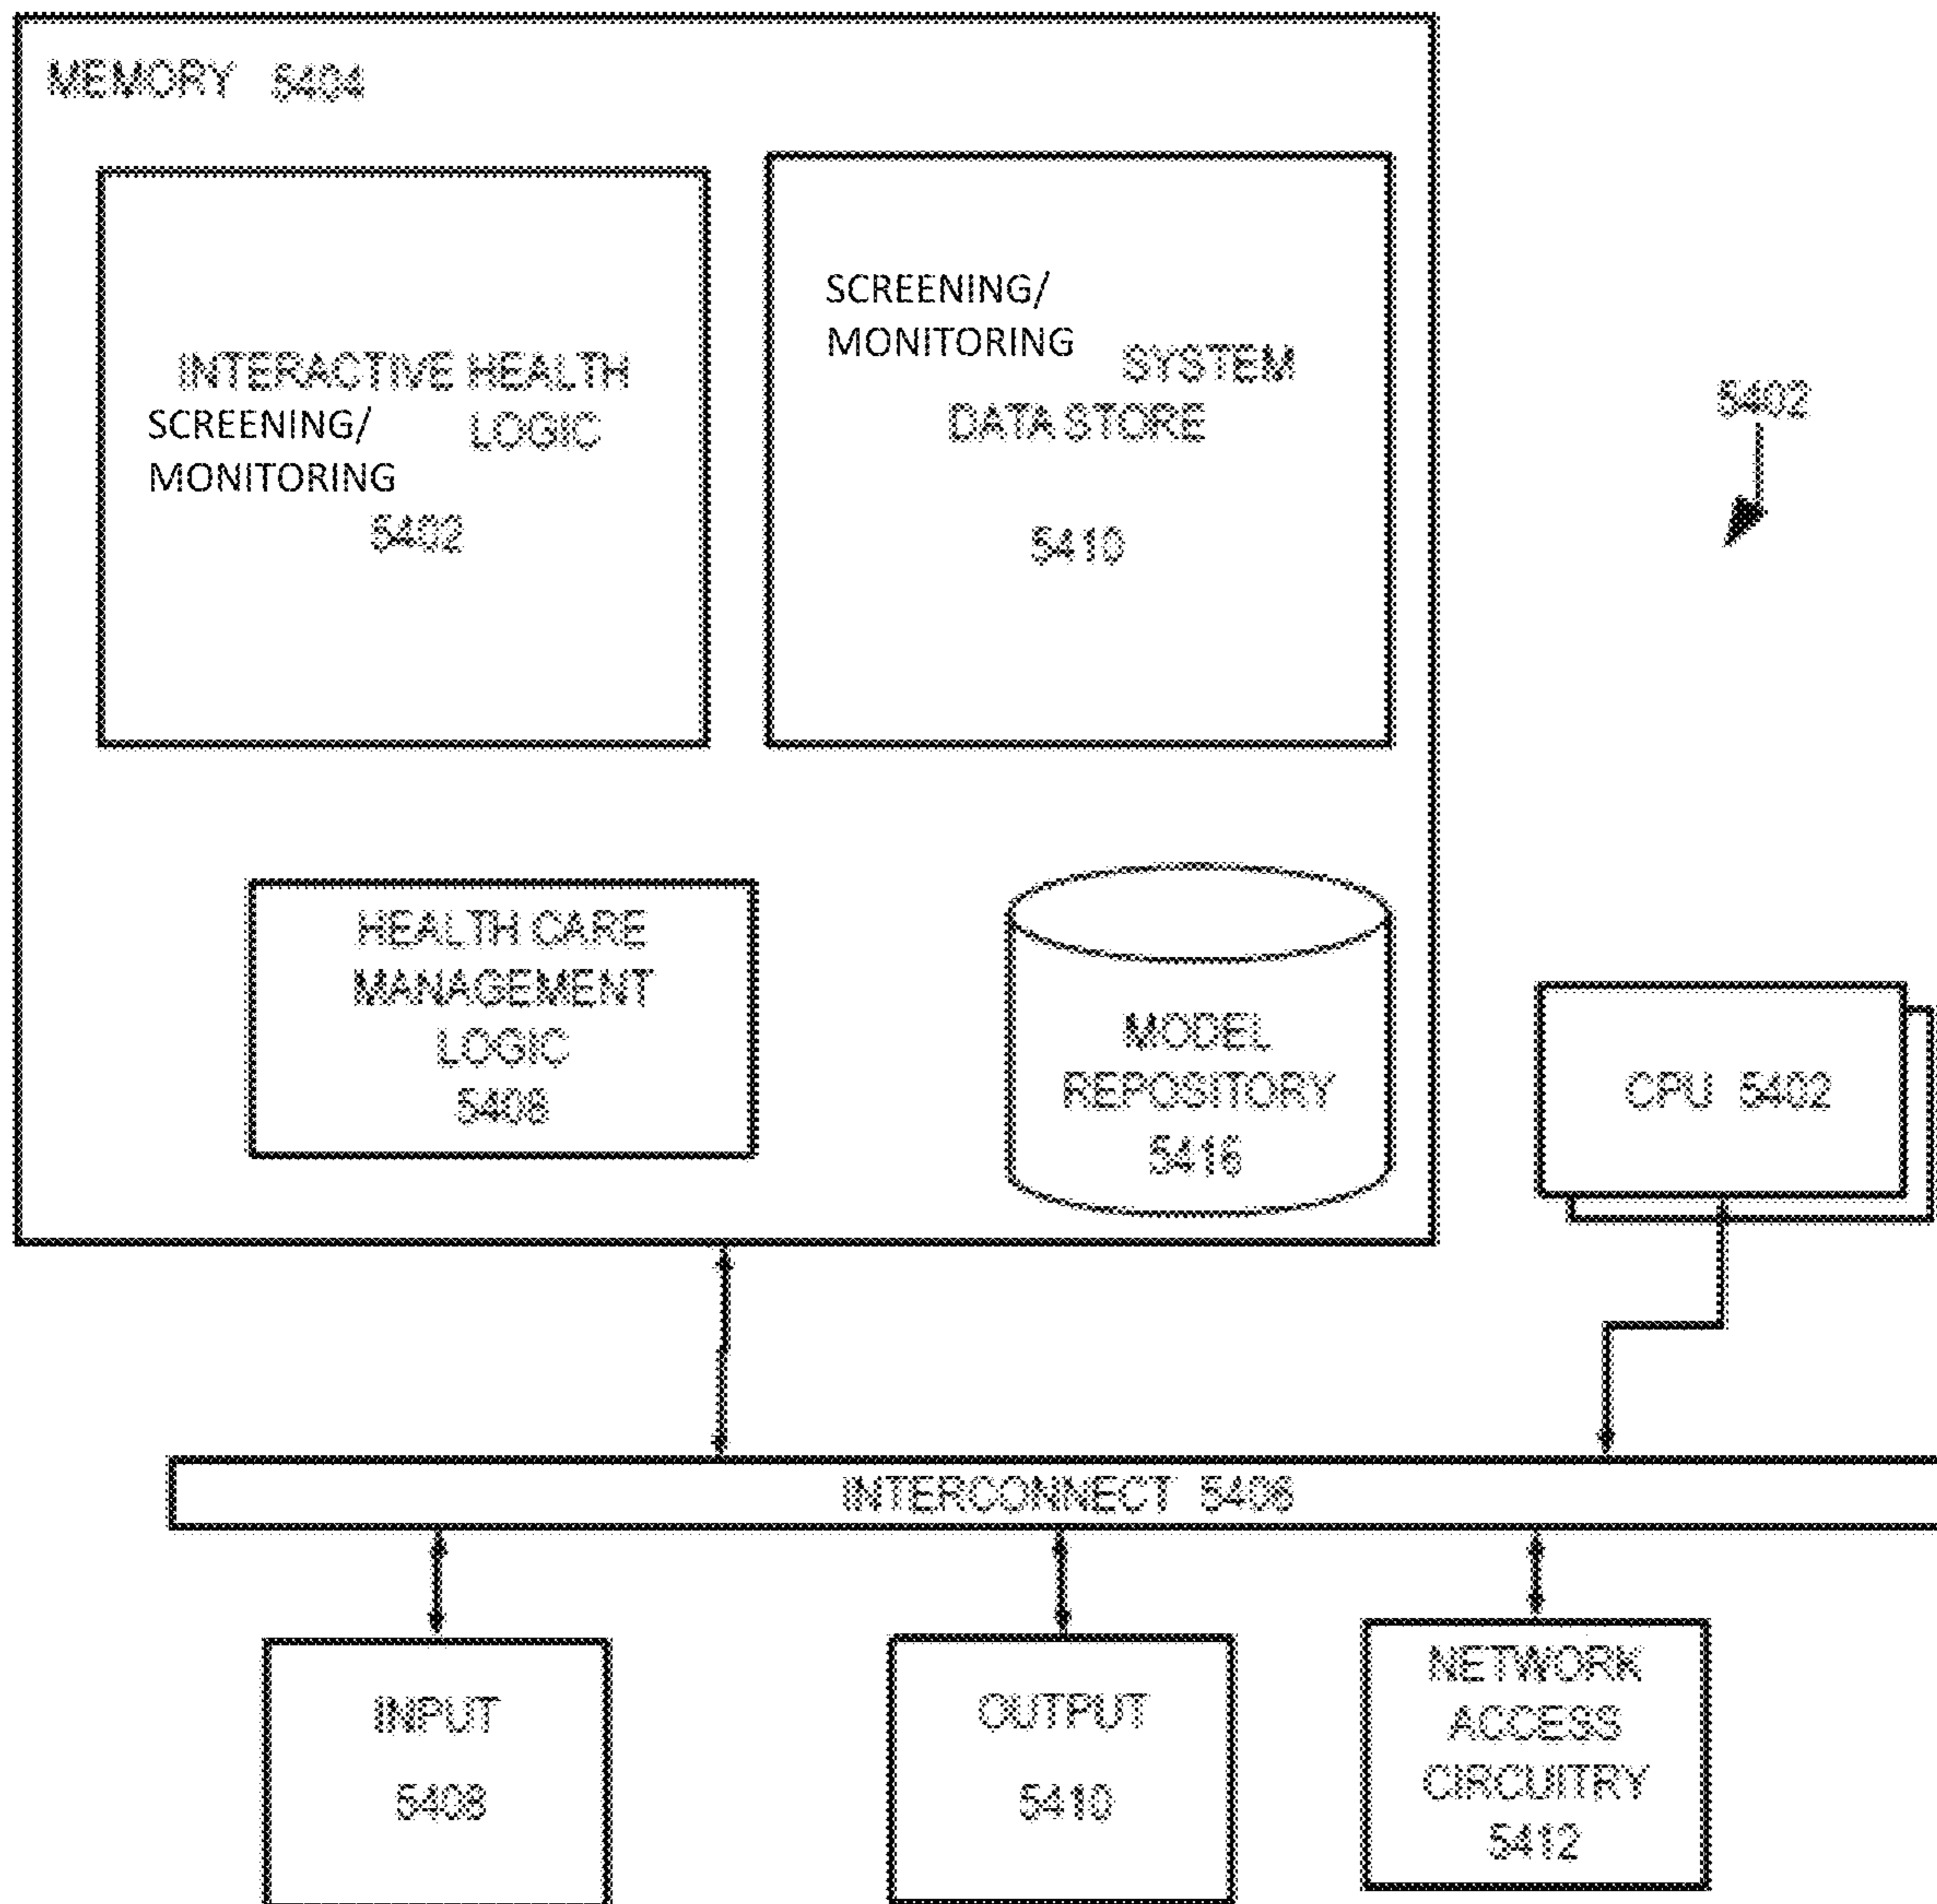 MEMORY 5404
INTERACTIVE HEALTH
SCREENING/ LOGIC
MONITORING
5402
SCREENING/
MONITORING SYSTEM
DATA STORE
5410
5402
HEALTH CARE
MANAGEMENT
LOGIC
5408
MODEL
REPOSITORY
5416
CPU 5402
INTERCONNECT 5406
INPUT
5408
OUTPUT
5410
NETWORK
ACCESS
CIRCUITRY
5412